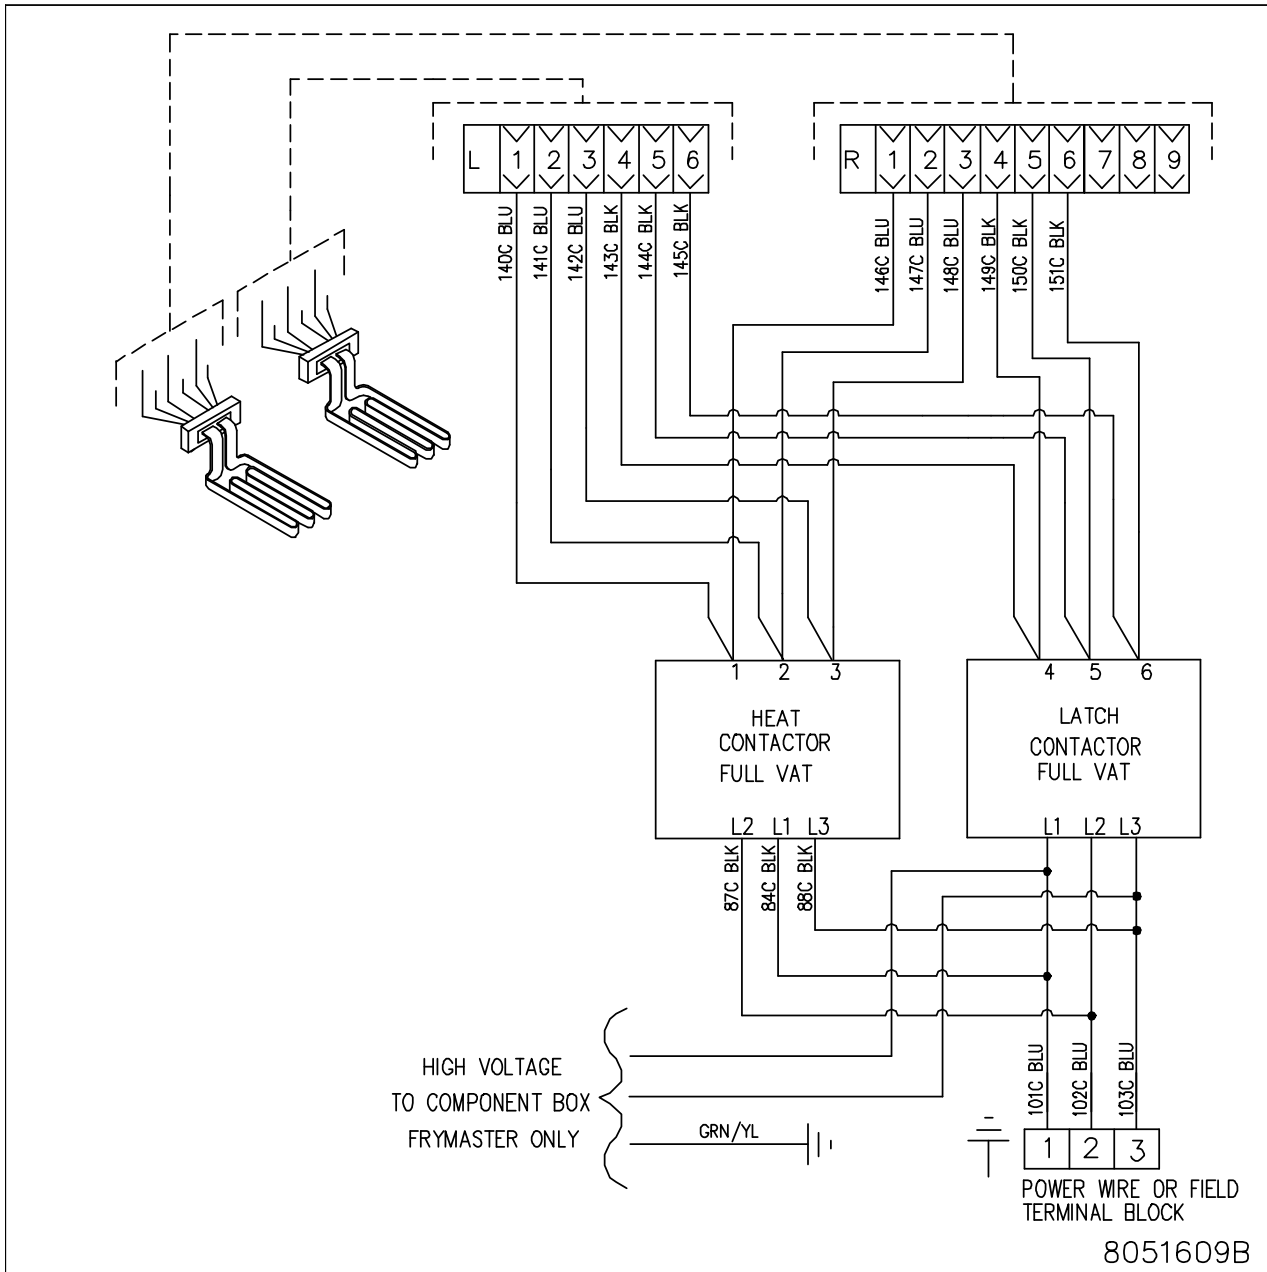 L 1 2 3 4 5 6
R 1 2 3 4 5 6 7 8 9
140C BLU
141C BLU
142C BLU
143C BLK
144C BLK
145C BLK
146C BLU
147C BLU
148C BLU
149C BLK
150C BLK
151C BLK
1 2 3
HEAT
CONTACTOR
FULL VAT
L2 L1 L3
4 5 6
LATCH
CONTACTOR
FULL VAT
L1 L2 L3
87C BLK
84C BLK
88C BLK
HIGH VOLTAGE
TO COMPONENT BOX
FRYMASTER ONLY
GRN/YL
101C BLU
102C BLU
103C BLU
1 2 3
POWER WIRE OR FIELD
TERMINAL BLOCK
8051609B